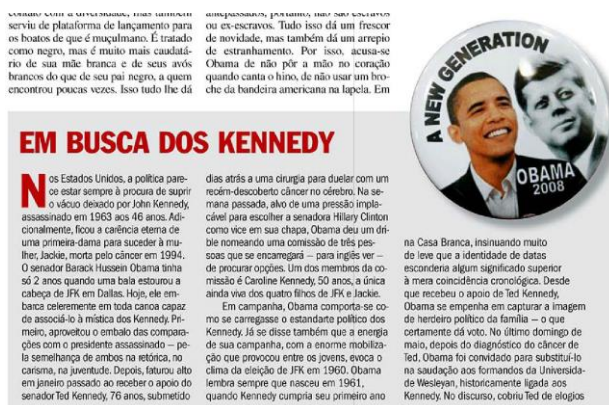 contato com a diversidade, mas também
serviu de plataforma de lançamento para
os boatos de que é muçulmano. É tratado
como negro, mas é muito mais caudatá-
rio de sua mãe branca e de seus avós
brancos do que de seu pai negro, a quem
encontrou poucas vezes. Isso tudo lhe dá
antepassados, portanto, não são escravos
ou ex-escravos. Tudo isso dá um frescor
de novidade, mas também dá um arrepio
de estranhamento. Por isso, acusa-se
Obama de não pôr a mão no coração
quando canta o hino, de não usar um bro-
che da bandeira americana na lapela. Em
A NEW GENERATION
OBAMA
2008
EM BUSCA DOS KENNEDY
Nos Estados Unidos, a política pare-
ce estar sempre à procura de suprir
o vácuo deixado por John Kennedy,
assassinado em 1963 aos 46 anos. Adi-
cionalmente, ficou a carência eterna de
uma primeira-dama para suceder à mu-
lher, Jackie, morta pelo câncer em 1994.
O senador Barack Hussein Obama tinha
só 2 anos quando uma bala estourou a
cabeça de JFK em Dallas. Hoje, ele em-
barca celeremente em toda canoa capaz
de associá-lo à mística dos Kennedy. Pri-
meiro, aproveitou o embalo das compara-
ções com o presidente assassinado — pe-
la semelhança de ambos na retórica, no
carisma, na juventude. Depois, faturou alto
em janeiro passado ao receber o apoio do
senador Ted Kennedy, 76 anos, submetido
dias atrás a uma cirurgia para duelar com um
recém-descoberto câncer no cérebro. Na se-
mana passada, alvo de uma pressão impla-
cável para escolher a senadora Hillary Clinton
como vice em sua chapa, Obama deu um dri-
ble nomeando uma comissão de três pes-
soas que se encarregará — para inglês ver —
de procurar opções. Um dos membros da co-
missão é Caroline Kennedy, 50 anos, a única
ainda viva dos quatro filhos de JFK e Jackie.
Em campanha, Obama comporta-se co-
mo se carregasse o estandarte político dos
Kennedy. Já se disse também que a energia
de sua campanha, com a enorme mobiliza-
ção que provocou entre os jovens, evoca o
clima da eleição de JFK em 1960. Obama
lembra sempre que nasceu em 1961,
quando Kennedy cumpria seu primeiro ano
na Casa Branca, insinuando muito
de leve que a identidade de datas
esconderia algum significado superior
à mera coincidência cronológica. Desde
que recebeu o apoio de Ted Kennedy,
Obama se empenha em capturar a imagem
de herdeiro político da família — o que
certamente dá voto. No último domingo de
maio, depois do diagnóstico do câncer de
Ted, Obama foi convidado para substituí-lo
na saudação aos formandos da Universida-
de Wesleyan, historicamente ligada aos
Kennedy. No discurso, cobriu Ted de elogios